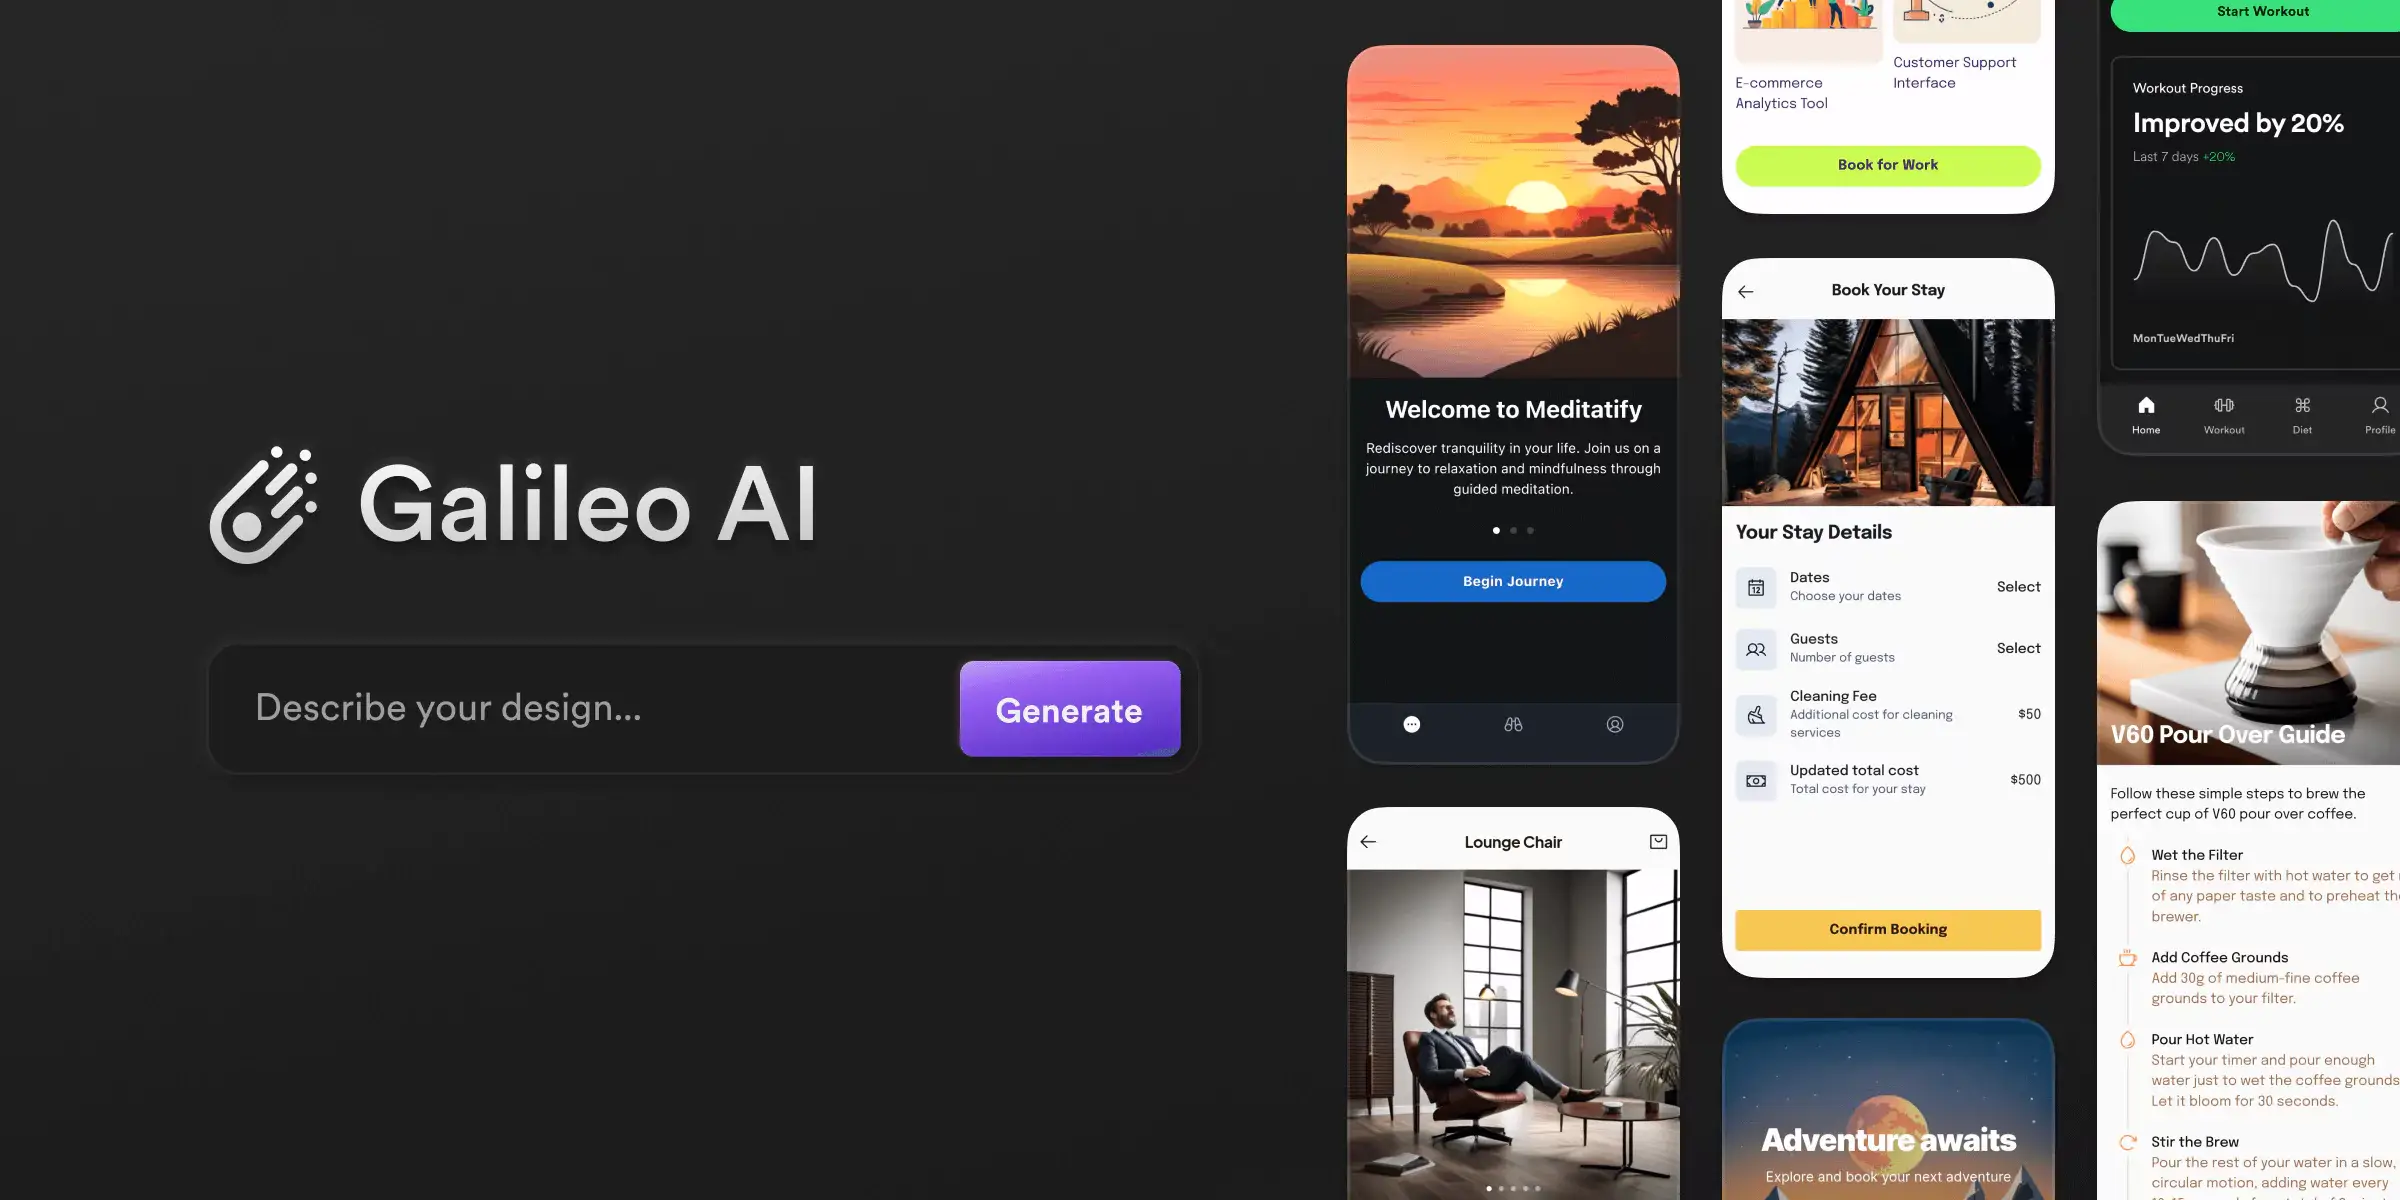 Galileo AI
Describe your design...
Generate
Welcome to Meditatify
Rediscover tranquility in your life. Join us on a
journey to relaxation and mindfulness through
guided meditation.
Begin Journey
Lounge Chair
E-commerce
Analytics Tool
Customer Support
Interface
Book for Work
Book Your Stay
Your Stay Details
Dates
Choose your dates
Select
Guests
Number of guests
Select
Cleaning Fee
Additional cost for cleaning
services
$50
Updated total cost
Total cost for your stay
$500
Confirm Booking
Adventure awaits
Explore and book your next adventure
Start Workout
Workout Progress
Improved by 20%
Last 7 days +20%
MonTueWedThuFri
Home
Workout
Diet
Profile
V60 Pour Over Guide
Follow these simple steps to brew the
perfect cup of V60 pour over coffee.
Wet the Filter
Rinse the filter with hot water to get
of any paper taste and to preheat
brewer.
Add Coffee Grounds
Add 30g of medium-fine coffee
grounds to your filter.
Pour Hot Water
Start your timer and pour enough
water just to wet the coffee grounds
Let it bloom for 30 seconds.
Stir the Brew
Pour the rest of your water in a slow,
circular motion, adding water every